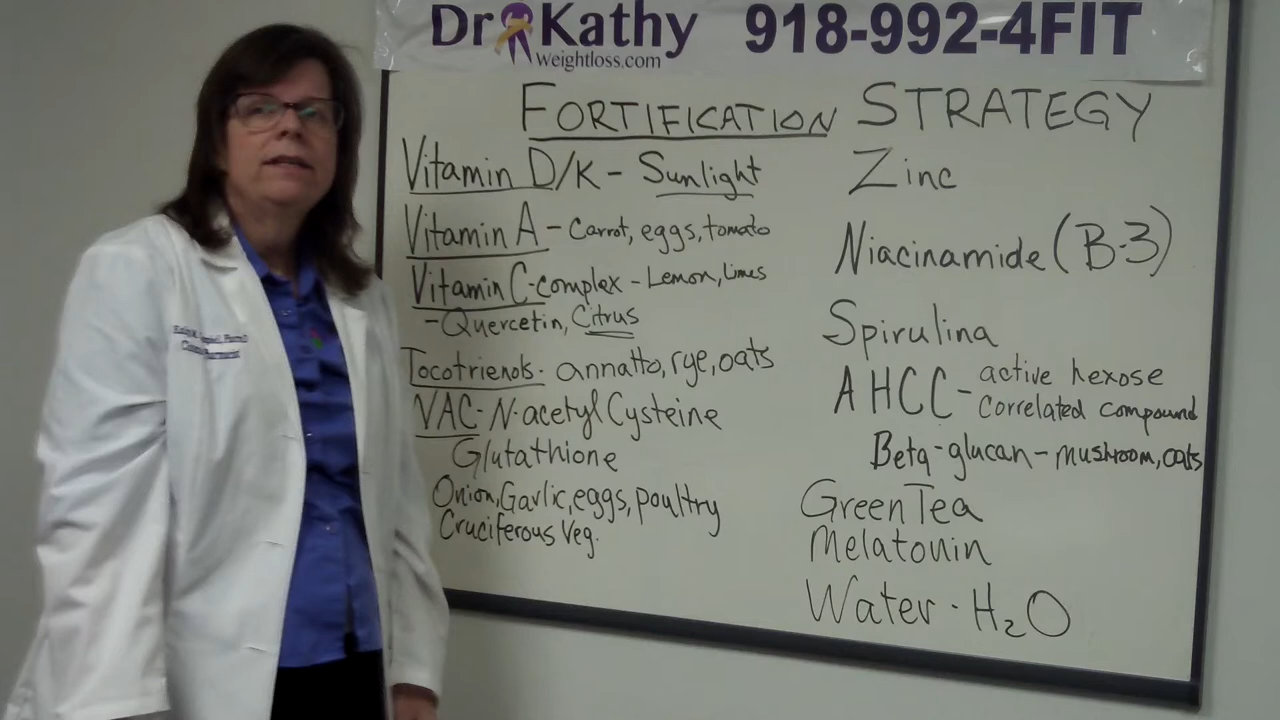 Dr Kathy 918-992-4FIT
Weightloss.com
FORTIFICATION STRATEGY
Vitamin D/K - Sunlight
Vitamin A - Carrot, eggs, tomato
Vitamin C-complex - Lemon, limes
- Quercetin, Citrus
Tocotrienols. annatto, rye, oats
NAC - N-acetyl Cysteine
Glutathione
Onion, Garlic, eggs, poultry
Cruciferous Veg.
Zinc
Niacinamide (B-3)
Spirulina
AHCC - active hexose
correlated compound
Beta-glucan - mushroom, oats
Green Tea
Melatonin
Water · H₂O